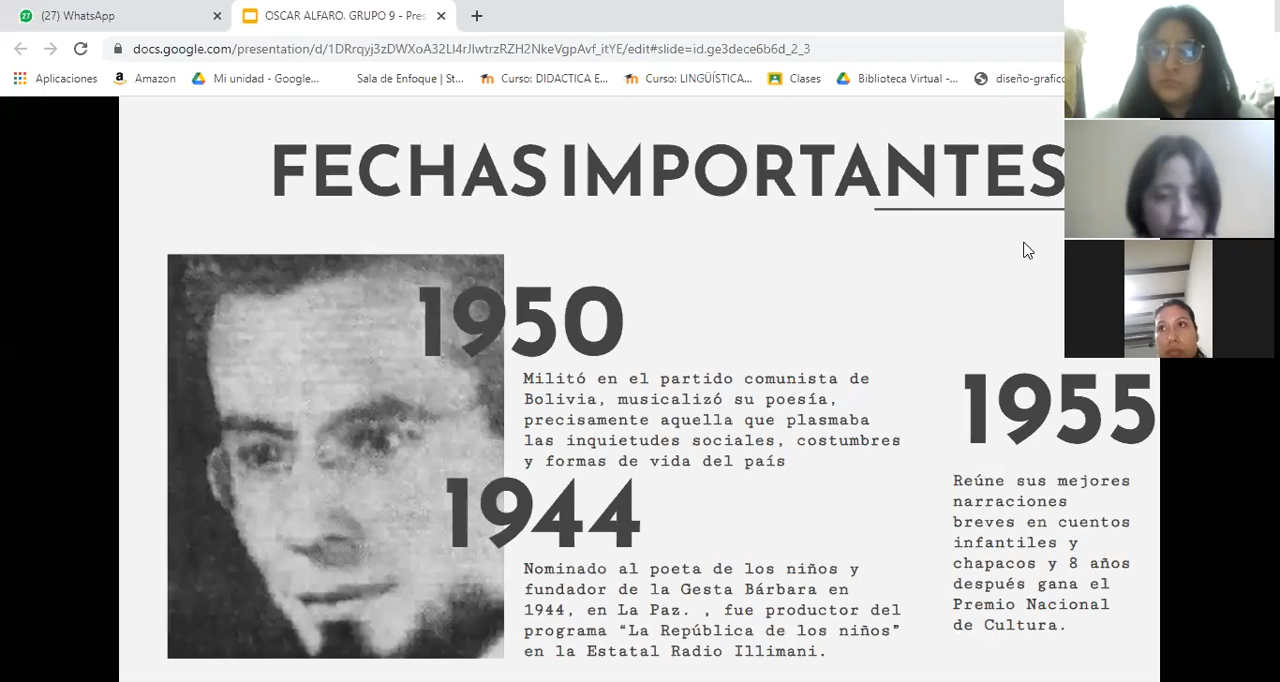 (27) WhatsApp
OSCAR ALFARO. GRUPO 9 – Pres
docs.google.com/presentation/d/1DRrqyj3zDWXoA32LI4rJIwtrzRZH2NkeVgpAvf_itYE/edit#slide=id.ge3dece6b6d_2_3
Aplicaciones Amazon Mi unidad - Google... Sala de Enfoque | St... Curso: DIDACTICA E... Curso: LINGÜÍSTICA... Clases Biblioteca Virtual -... diseño-grafico
FECHAS IMPORTANTES
1950
Militó en el partido comunista de
Bolivia, musicalizó su poesía,
precisamente aquella que plasmaba
las inquietudes sociales, costumbres
y formas de vida del país
1944
Nominado al poeta de los niños y
fundador de la Gesta Bárbara en
1944, en La Paz. , fue productor del
programa “La República de los niños”
en la Estatal Radio Illimani.
1955
Reúne sus mejores
narraciones
breves en cuentos
infantiles y
chapacos y 8 años
después gana el
Premio Nacional
de Cultura.